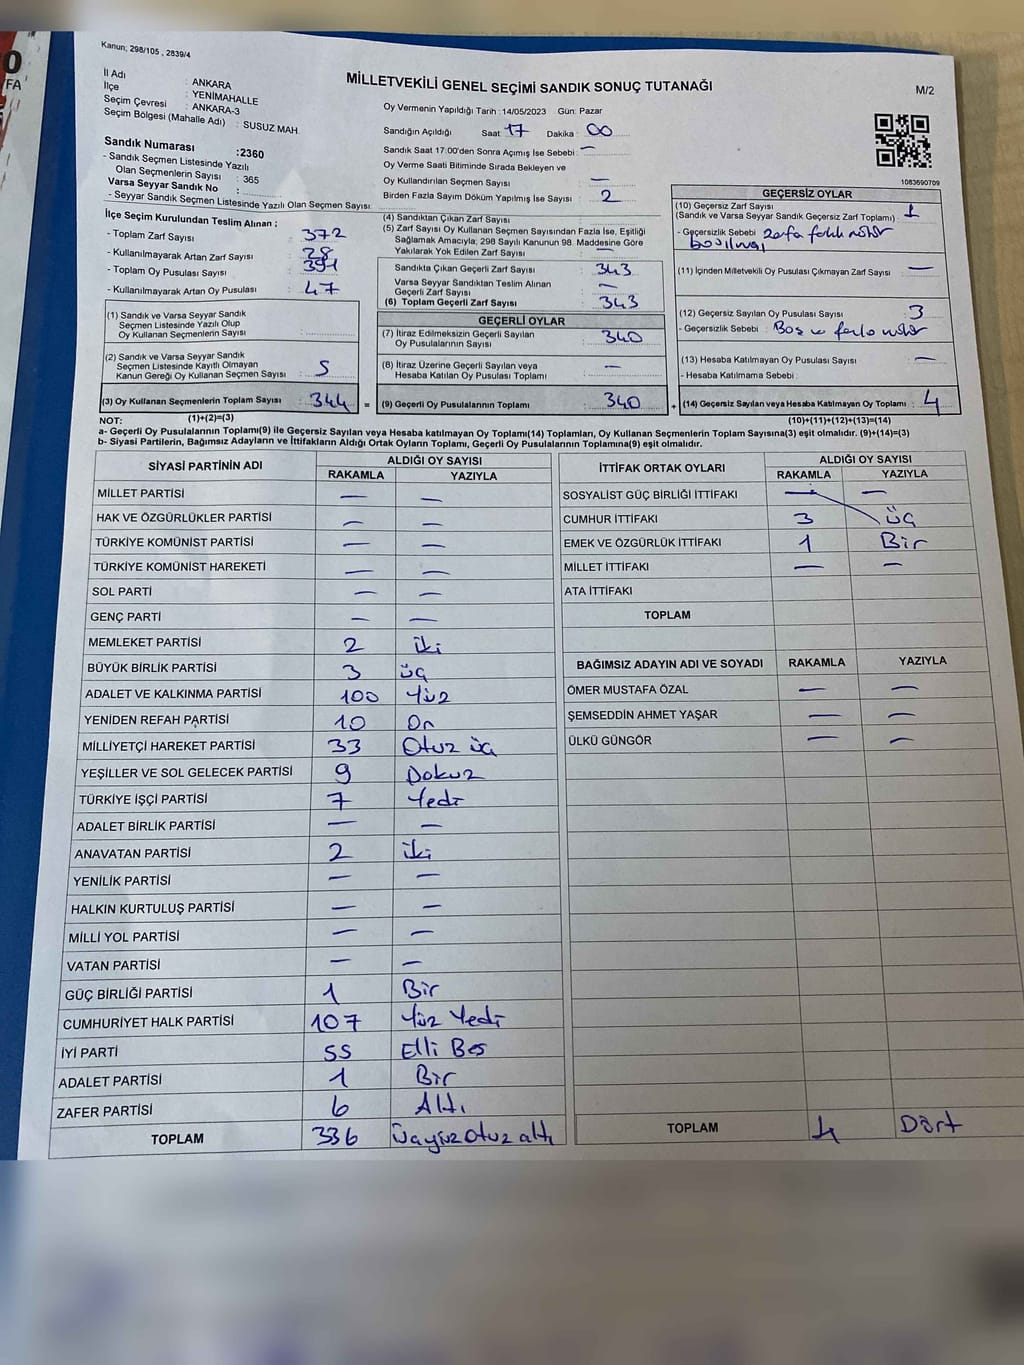 0
FA
Kanun; 298/105 , 2839/4
MİLLETVEKİLİ GENEL SEÇİMİ SANDIK SONUÇ TUTANAĞI
M/2
İl Adı : ANKARA
İlçe : YENİMAHALLE
Seçim Çevresi : ANKARA-3
Seçim Bölgesi (Mahalle Adı) : SUSUZ MAH.
Sandık Numarası :2360
- Sandık Seçmen Listesinde Yazılı
Olan Seçmenlerin Sayısı : 365
Varsa Seyyar Sandık No :
- Seyyar Sandık Seçmen Listesinde Yazılı Olan Seçmen Sayısı:
Oy Vermenin Yapıldığı Tarih :14/05/2023 Gün: Pazar
Sandığın Açıldığı Saat: 17 Dakika : 00
Sandık Saat 17:00'den Sonra Açımış İse Sebebi: —
Oy Verme Saati Bitiminde Sırada Bekleyen ve
Oy Kullandırılan Seçmen Sayısı —
Birden Fazla Sayım Döküm Yapılmış İse Sayısı : 2
1083690709
İlçe Seçim Kurulundan Teslim Alınan :
- Toplam Zarf Sayısı : 372
- Kullanılmayarak Artan Zarf Sayısı : 28
- Toplam Oy Pusulası Sayısı : 391
- Kullanılmayarak Artan Oy Pusulası : 47
(1) Sandık ve Varsa Seyyar Sandık
Seçmen Listesinde Yazılı Olup
Oy Kullanan Seçmenlerin Sayısı :
(2) Sandık ve Varsa Seyyar Sandık
Seçmen Listesinde Kayıtlı Olmayan
Kanun Gereği Oy Kullanan Seçmen Sayısı : 5
(3) Oy Kullanan Seçmenlerin Toplam Sayısı : 344 =
(1)+(2)=(3)
(4) Sandıktan Çıkan Zarf Sayısı :
(5) Zarf Sayısı Oy Kullanan Seçmen Sayısından Fazla İse, Eşitliği
Sağlamak Amacıyla; 298 Sayılı Kanunun 98. Maddesine Göre
Yakılarak Yok Edilen Zarf Sayısı : —
Sandıkta Çıkan Geçerli Zarf Sayısı : 343
Varsa Seyyar Sandıktan Teslim Alınan
Geçerli Zarf Sayısı : —
(6) Toplam Geçerli Zarf Sayısı : 343
GEÇERLİ OYLAR
(7) İtiraz Edilmeksizin Geçerli Sayılan
Oy Pusulalarının Sayısı : 340
(8) İtiraz Üzerine Geçerli Sayılan veya
Hesaba Katılan Oy Pusulası Toplamı : —
(9) Geçerli Oy Pusulalarının Toplamı : 340 +
GEÇERSİZ OYLAR
(10) Geçersiz Zarf Sayısı
(Sandık ve Varsa Seyyar Sandık Geçersiz Zarf Toplamı) : 1
- Geçersizlik Sebebi :
(11) İçinden Milletvekili Oy Pusulası Çıkmayan Zarf Sayısı : —
(12) Geçersiz Sayılan Oy Pusulası Sayısı : 3
- Geçersizlik Sebebi : Boş
(13) Hesaba Katılmayan Oy Pusulası Sayısı : —
- Hesaba Katılmama Sebebi :
(14) Geçersiz Sayılan veya Hesaba Katılmayan Oy Toplamı : 4
(10)+(11)+(12)+(13)=(14)
NOT:
a- Geçerli Oy Pusulalarının Toplamı(9) ile Geçersiz Sayılan veya Hesaba katılmayan Oy Toplamı(14) Toplamları, Oy Kullanan Seçmenlerin Toplam Sayısına(3) eşit olmalıdır. (9)+(14)=(3)
b- Siyasi Partilerin, Bağımsız Adayların ve İttifakların Aldığı Ortak Oyların Toplamı, Geçerli Oy Pusulalarının Toplamına(9) eşit olmalıdır.
SİYASİ PARTİNİN ADI ALDIĞI OY SAYISI
RAKAMLA YAZIYLA
MİLLET PARTİSİ — —
HAK VE ÖZGÜRLÜKLER PARTİSİ — —
TÜRKİYE KOMÜNİST PARTİSİ — —
TÜRKİYE KOMÜNİST HAREKETİ — —
SOL PARTİ — —
GENÇ PARTİ — —
MEMLEKET PARTİSİ 2 iki
BÜYÜK BİRLİK PARTİSİ 3 üç
ADALET VE KALKINMA PARTİSİ 100 Yüz
YENİDEN REFAH PARTİSİ 10 On
MİLLİYETÇİ HAREKET PARTİSİ 33 Otuz üç
YEŞİLLER VE SOL GELECEK PARTİSİ 9 Dokuz
TÜRKİYE İŞÇİ PARTİSİ 7 Yedi
ADALET BİRLİK PARTİSİ — —
ANAVATAN PARTİSİ 2 iki
YENİLİK PARTİSİ — —
HALKIN KURTULUŞ PARTİSİ — —
MİLLİ YOL PARTİSİ — —
VATAN PARTİSİ — —
GÜÇ BİRLİĞİ PARTİSİ 1 Bir
CUMHURİYET HALK PARTİSİ 107 Yüz Yedi
İYİ PARTİ 55 Elli Beş
ADALET PARTİSİ 1 Bir
ZAFER PARTİSİ 6 Altı
TOPLAM 336 Üçyüz Otuz altı
İTTİFAK ORTAK OYLARI ALDIĞI OY SAYISI
RAKAMLA YAZIYLA
SOSYALIST GÜÇ BİRLİĞİ İTTİFAKI — —
CUMHUR İTTİFAKI 3 üç
EMEK VE ÖZGÜRLÜK İTTİFAKI 1 Bir
MİLLET İTTİFAKI — —
ATA İTTİFAKI
TOPLAM
BAĞIMSIZ ADAYIN ADI VE SOYADI RAKAMLA YAZIYLA
ÖMER MUSTAFA ÖZAL — —
ŞEMSEDDİN AHMET YAŞAR — —
ÜLKÜ GÜNGÖR — —
TOPLAM 4 Dört